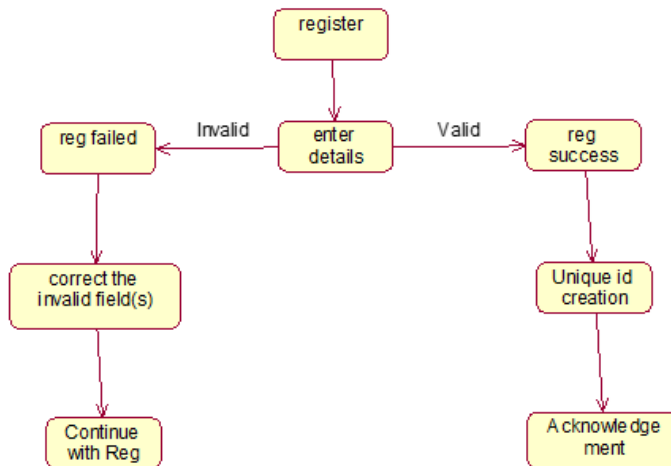 register
Invalid
Valid
reg failed
enter
details
reg
success
correct the
invalid field(s)
Unique id
creation
Continue
with Reg
Acknowledge
ment